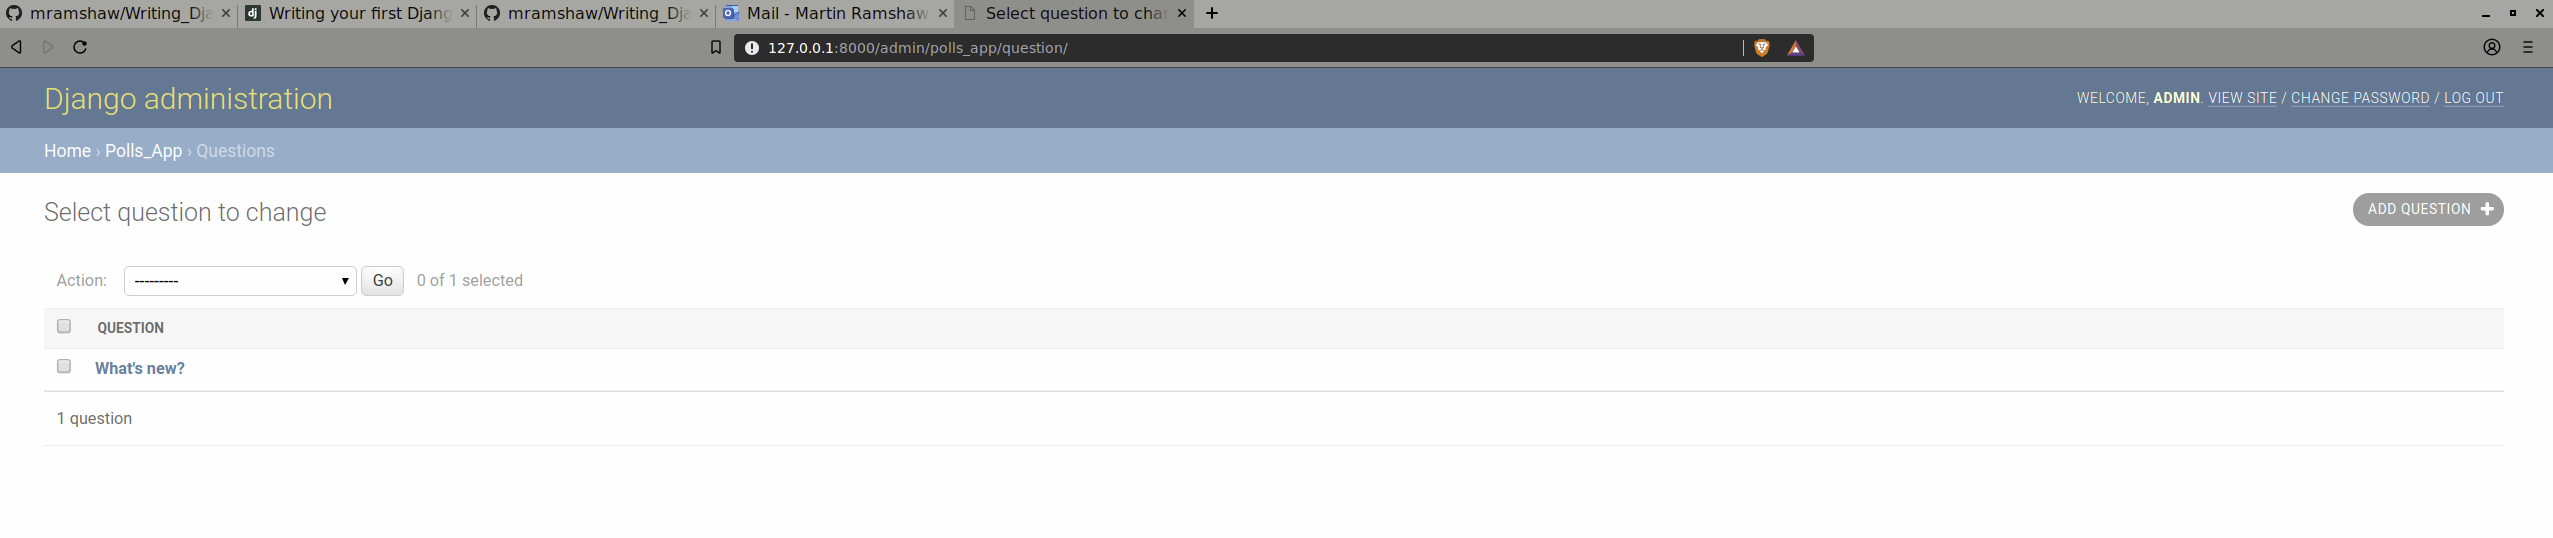 mramshaw/Writing_Dja
Writing your first Djang
mramshaw/Writing_Dja
Mail - Martin Ramshaw
Select question to chan
127.0.0.1:8000/admin/polls_app/question/
Django administration
WELCOME, ADMIN. VIEW SITE / CHANGE PASSWORD / LOG OUT
Home › Polls_App › Questions
Select question to change
ADD QUESTION +
Action: --------- Go 0 of 1 selected
QUESTION
What's new?
1 question